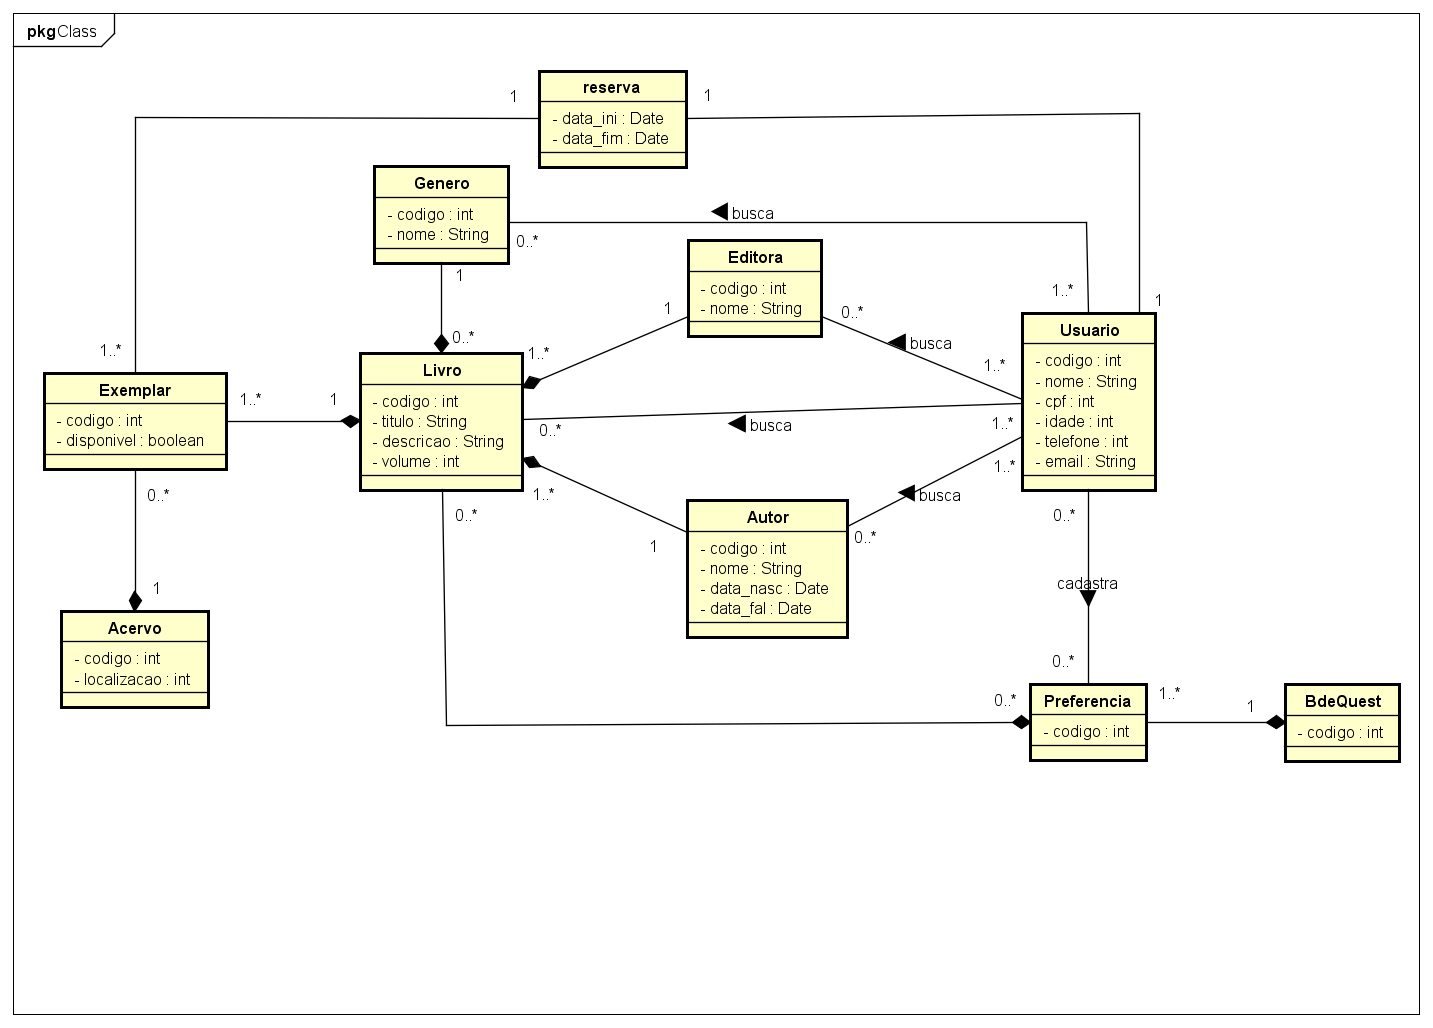 pkgClass
reserva
- data_ini : Date
- data_fim : Date
1
1
Genero
- codigo : int
- nome : String
busca
0..*
1
Editora
- codigo : int
- nome : String
1
0..*
busca
1..*
1
Usuario
- codigo : int
- nome : String
- cpf : int
- idade : int
- telefone : int
- email : String
1..*
1..*
1..*
0..*
1..*
Exemplar
- codigo : int
- disponivel : boolean
1..*
1
0..*
Livro
- codigo : int
- titulo : String
- descricao : String
- volume : int
1..*
0..*
busca
1..*
0..*
busca
Autor
- codigo : int
- nome : String
- data_nasc : Date
- data_fal : Date
1
0..*
0..*
1
Acervo
- codigo : int
- localizacao : int
cadastra
0..*
0..*
Preferencia
- codigo : int
1..*
1
BdeQuest
- codigo : int